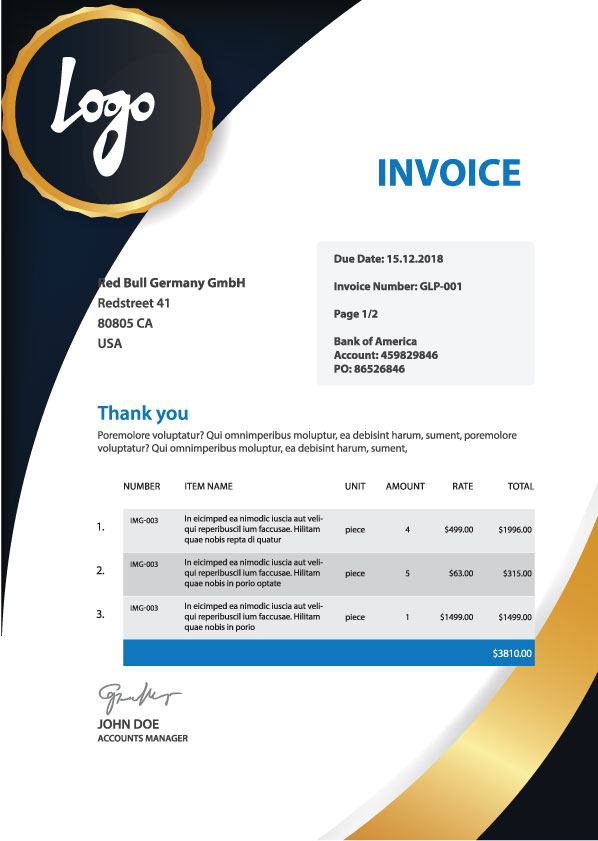 Logo
INVOICE
Due Date: 15.12.2018
Invoice Number: GLP-001
Page 1/2
Bank of America
Account: 459829846
PO: 86526846
Red Bull Germany GmbH
Redstreet 41
80805 CA
USA
Thank you
Poremolore voluptatur? Qui omnimperibus moluptur, ea debisint harum, sument, poremolore
voluptatur? Qui omnimperibus moluptur, ea debisint harum, sument,
NUMBER ITEM NAME UNIT AMOUNT RATE TOTAL
1. IMG-003 In eicimped ea nimodic iuscia aut veli-
qui reperibuscil ium faccusae. Hilitam piece 4 $499.00 $1996.00
quae nobis repta di quatur
2. IMG-003 In eicimped ea nimodic iuscia aut veli-
qui reperibuscil ium faccusae. Hilitam piece 5 $63.00 $315.00
quae nobis in porio optate
3. IMG-003 In eicimped ea nimodic iuscia aut veli-
qui reperibuscil ium faccusae. Hilitam piece 1 $1499.00 $1499.00
quae nobis in porio
$3810.00
JOHN DOE
ACCOUNTS MANAGER